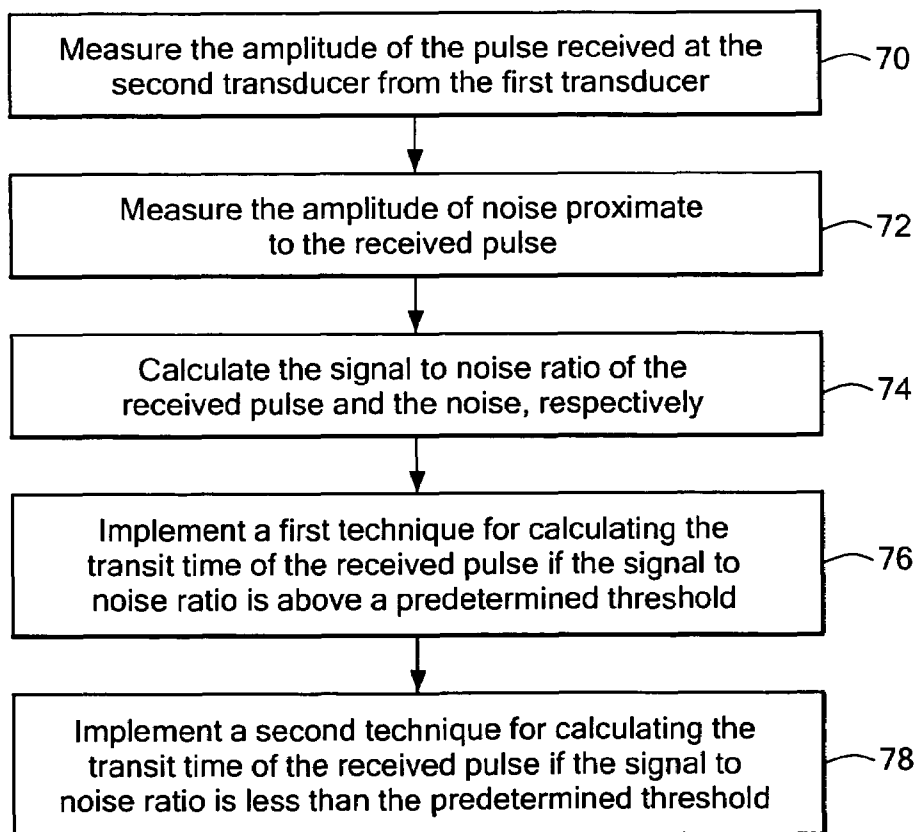 Measure the amplitude of the pulse received at the
second transducer from the first transducer
70
Measure the amplitude of noise proximate
to the received pulse
72
Calculate the signal to noise ratio of the
received pulse and the noise, respectively
74
Implement a first technique for calculating the
transit time of the received pulse if the signal to
noise ratio is above a predetermined threshold
76
Implement a second technique for calculating the
transit time of the received pulse if the signal to
noise ratio is less than the predetermined threshold
78